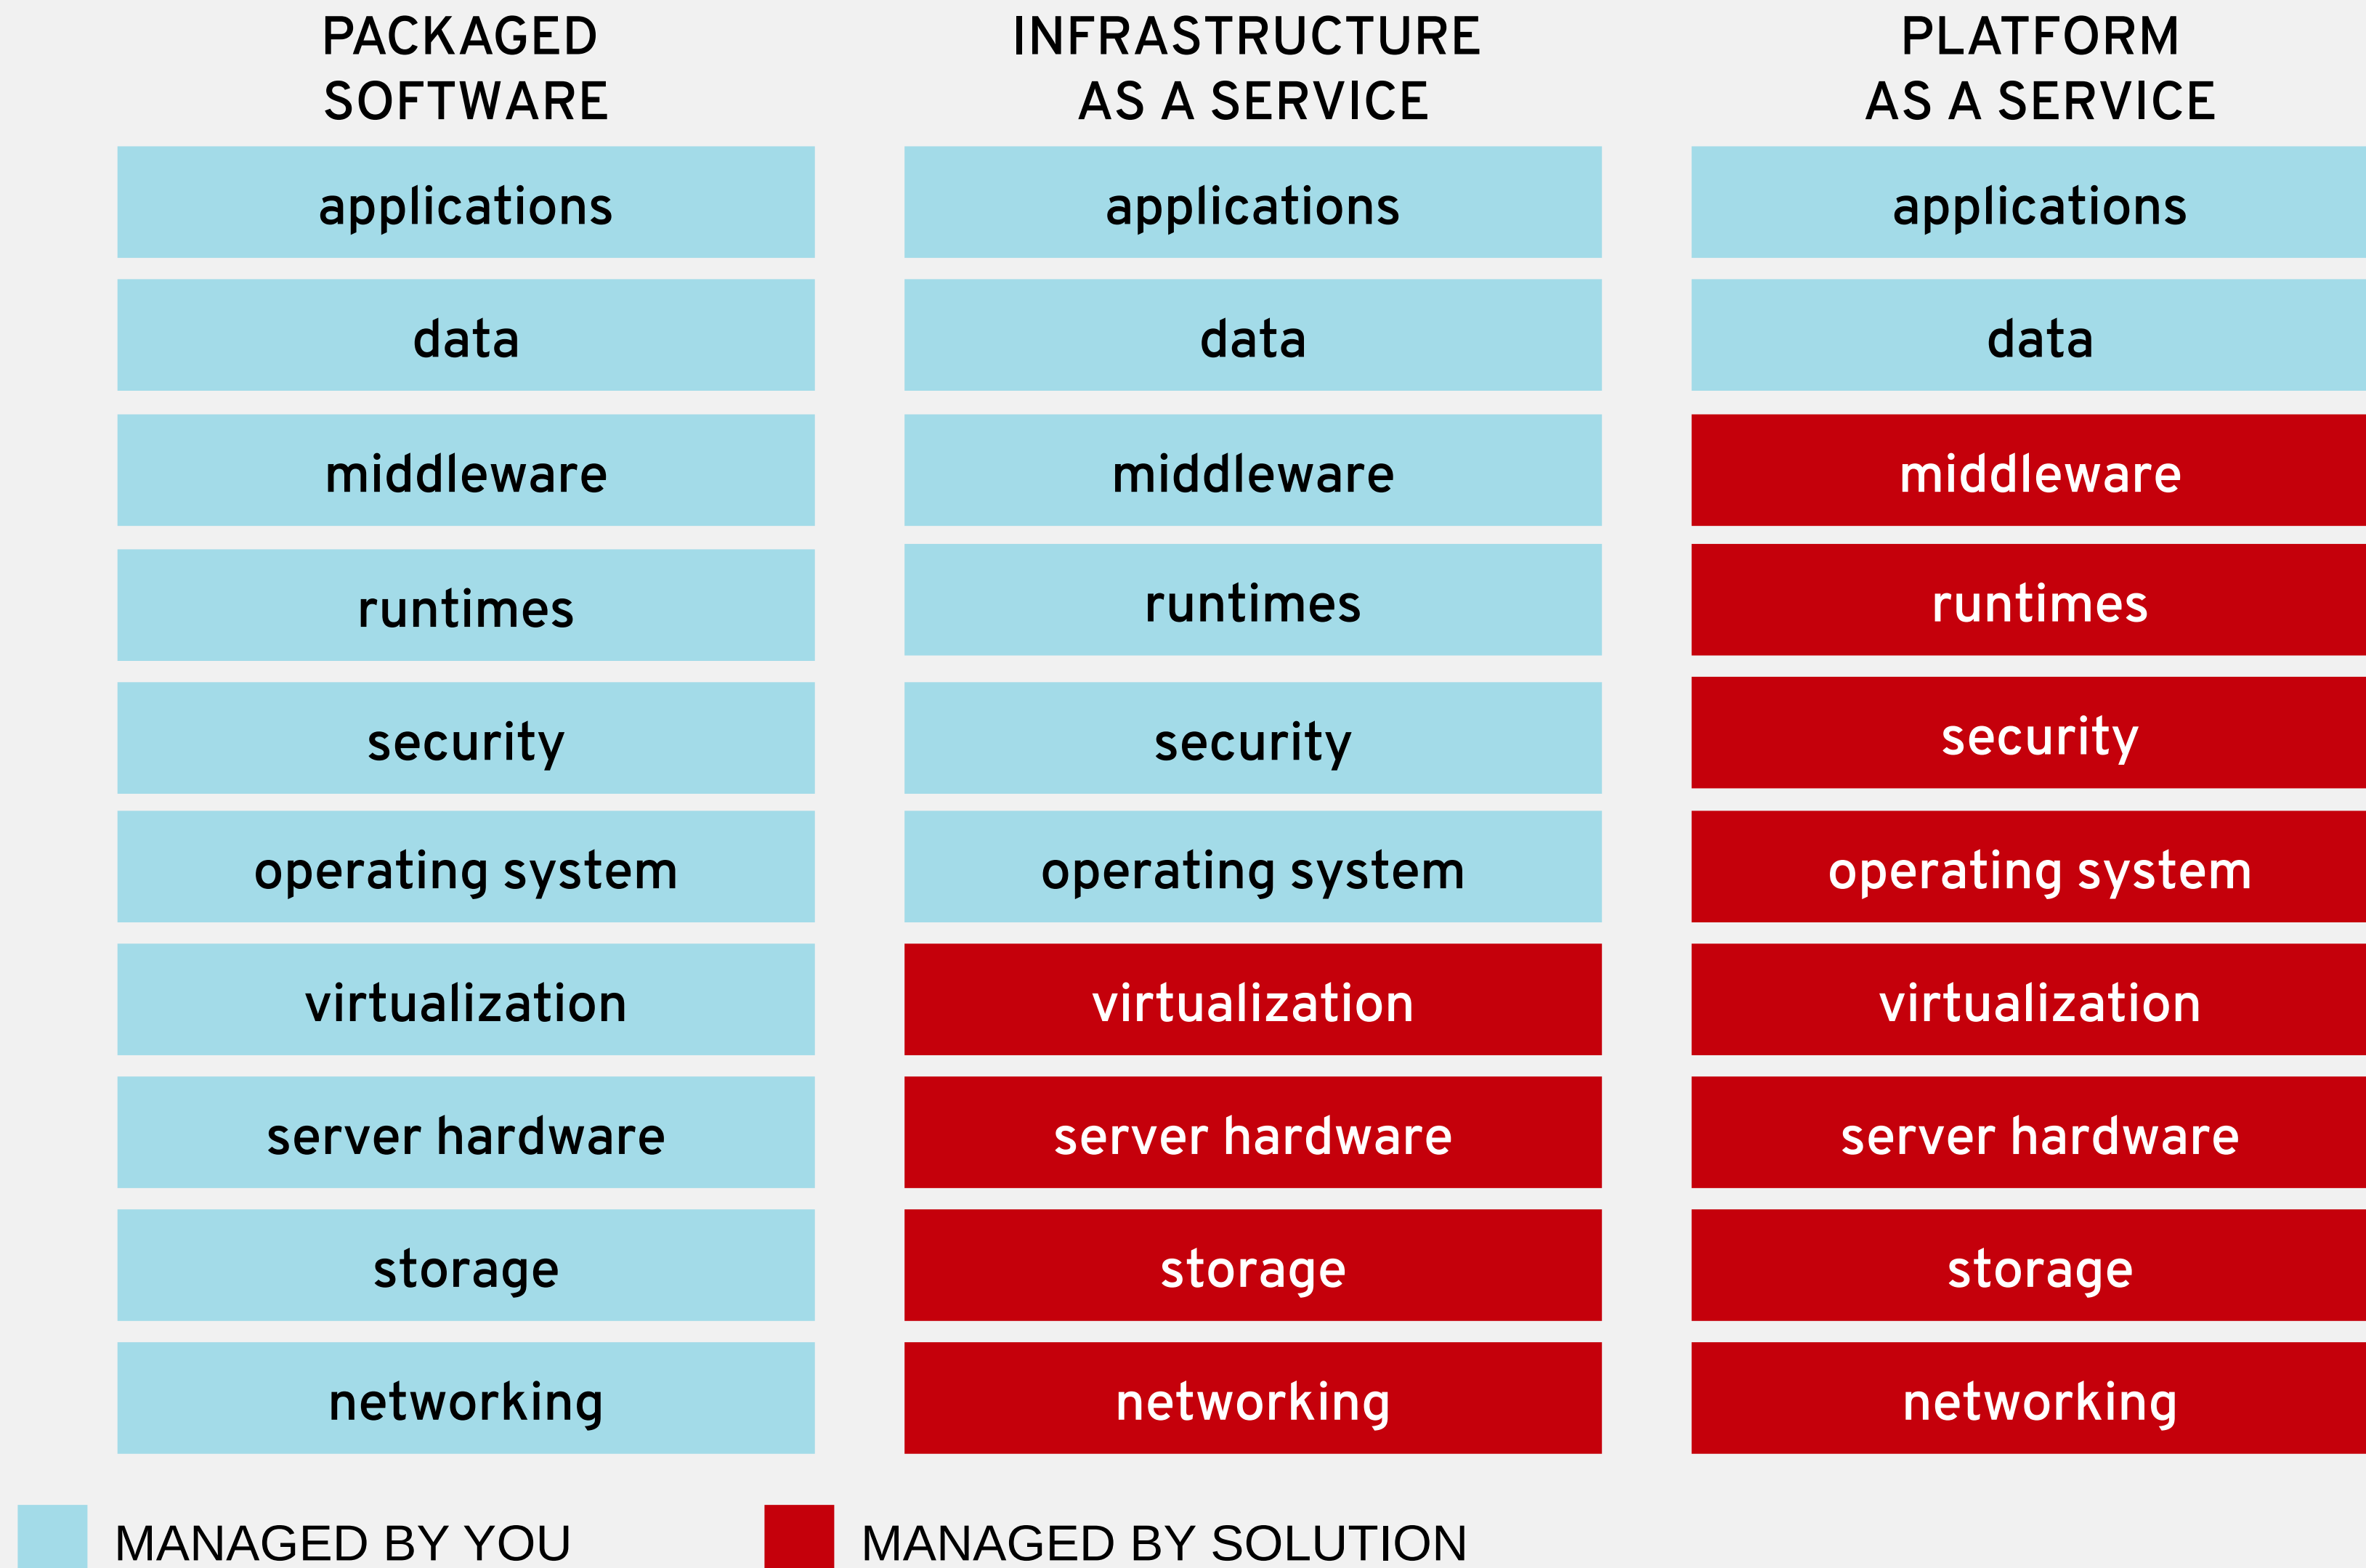 PACKAGED
SOFTWARE
applications
data
middleware
runtimes
security
operating system
virtualization
server hardware
storage
networking
INFRASTRUCTURE
AS A SERVICE
applications
data
middleware
runtimes
security
operating system
virtualization
server hardware
storage
networking
PLATFORM
AS A SERVICE
applications
data
middleware
runtimes
security
operating system
virtualization
server hardware
storage
networking
MANAGED BY YOU
MANAGED BY SOLUTION